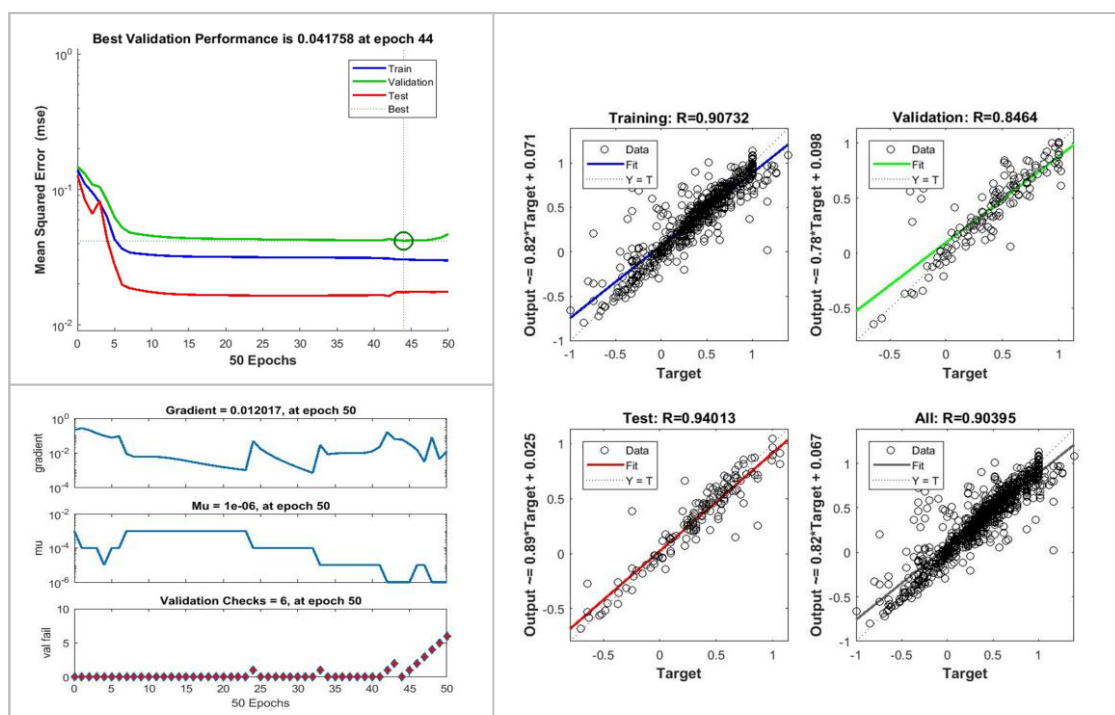 Best Validation Performance is 0.041758 at epoch 44
Mean Squared Error (mse)
10^0
10^-1
10^-2
Train
Validation
Test
Best
0 5 10 15 20 25 30 35 40 45 50
50 Epochs
Gradient = 0.012017, at epoch 50
gradient
10^0
10^-2
10^-4
Mu = 1e-06, at epoch 50
mu
10^-2
10^-4
10^-6
Validation Checks = 6, at epoch 50
val fail
10
5
0
0 5 10 15 20 25 30 35 40 45 50
50 Epochs
Training: R=0.90732
Output ~= 0.82*Target + 0.071
1
0.5
0
-0.5
-1
Data
Fit
Y = T
-1 -0.5 0 0.5 1
Target
Validation: R=0.8464
Output ~= 0.78*Target + 0.098
1
0.5
0
-0.5
Data
Fit
Y = T
-0.5 0 0.5 1
Target
Test: R=0.94013
Output ~= 0.89*Target + 0.025
1
0.5
0
-0.5
Data
Fit
Y = T
-0.5 0 0.5 1
Target
All: R=0.90395
Output ~= 0.82*Target + 0.067
1
0.5
0
-0.5
-1
Data
Fit
Y = T
-1 -0.5 0 0.5 1
Target